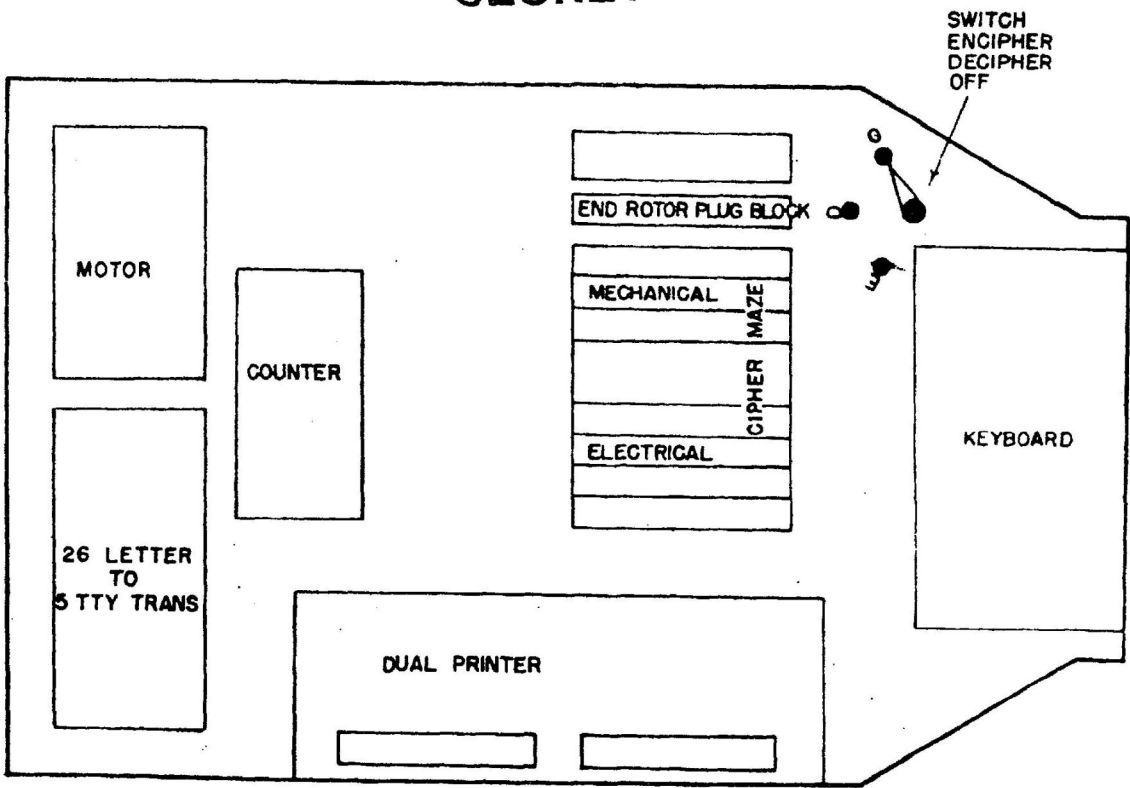 SWITCH
ENCIPHER
DECIPHER
OFF
END ROTOR PLUG BLOCK
MOTOR
MECHANICAL
CIPHER MAZE
COUNTER
ELECTRICAL
KEYBOARD
26 LETTER
TO
5 TTY TRANS
DUAL PRINTER